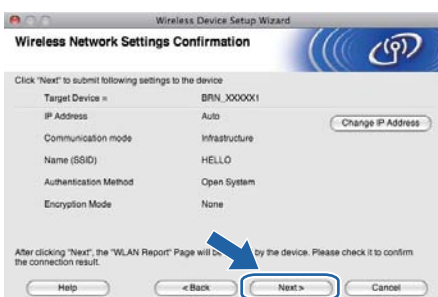 Wireless Device Setup Wizard
Wireless Network Settings Confirmation
Click "Next" to submit following settings to the device
Target Device = BRN_XXXXX1
IP Address Auto
Change IP Address
Communication mode Infrastructure
Name (SSID) HELLO
Authentication Method Open System
Encryption Mode None
After clicking "Next", the "WLAN Report" Page will by the device. Please check it to confirm
the connection result.
Help < Back Next > Cancel